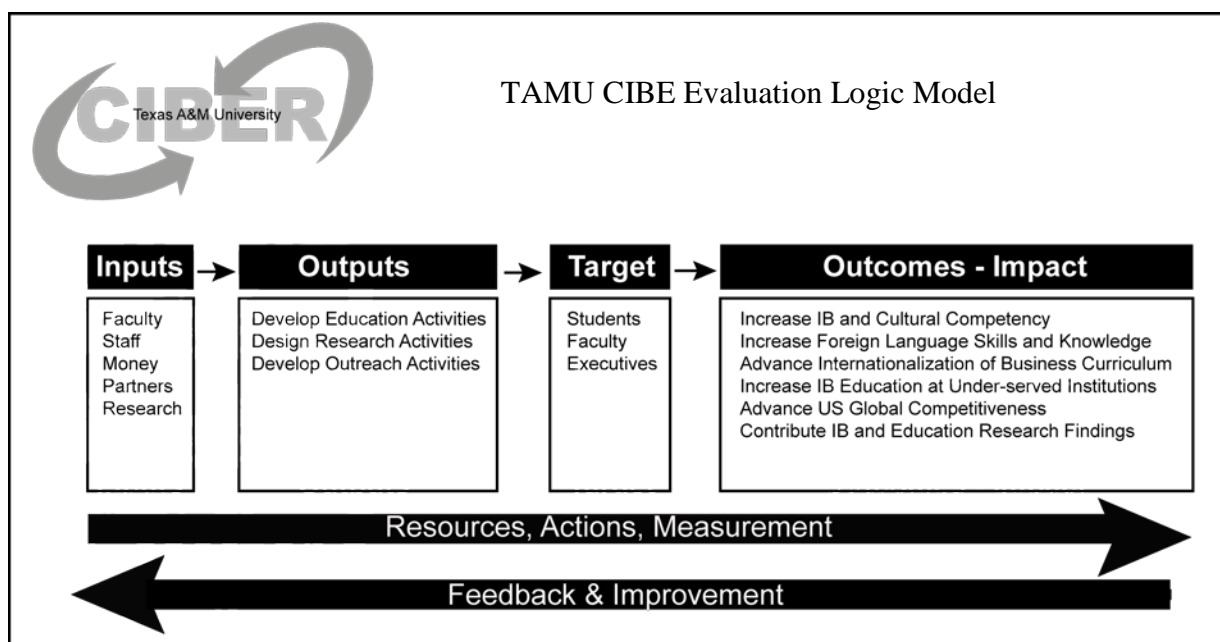 CIBER
Texas A&M University
TAMU CIBE Evaluation Logic Model
Inputs
Faculty
Staff
Money
Partners
Research
Outputs
Develop Education Activities
Design Research Activities
Develop Outreach Activities
Target
Students
Faculty
Executives
Outcomes - Impact
Increase IB and Cultural Competency
Increase Foreign Language Skills and Knowledge
Advance Internationalization of Business Curriculum
Increase IB Education at Under-served Institutions
Advance US Global Competitiveness
Contribute IB and Education Research Findings
Resources, Actions, Measurement
Feedback & Improvement